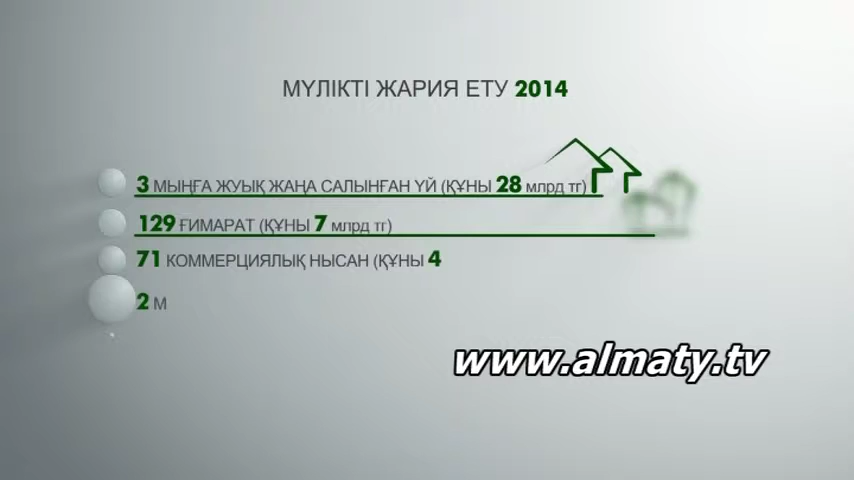 МҮЛІКТІ ЖАРИЯ ЕТУ 2014
3 МЫҢҒА ЖУЫҚ ЖАҢА САЛЫНҒАН ҮЙ (ҚҰНЫ 28 млрд тг)
129 ҒИМАРАТ (ҚҰНЫ 7 млрд тг)
71 КОММЕРЦИЯЛЫҚ НЫСАН (ҚҰНЫ 4
2 М
www.almaty.tv